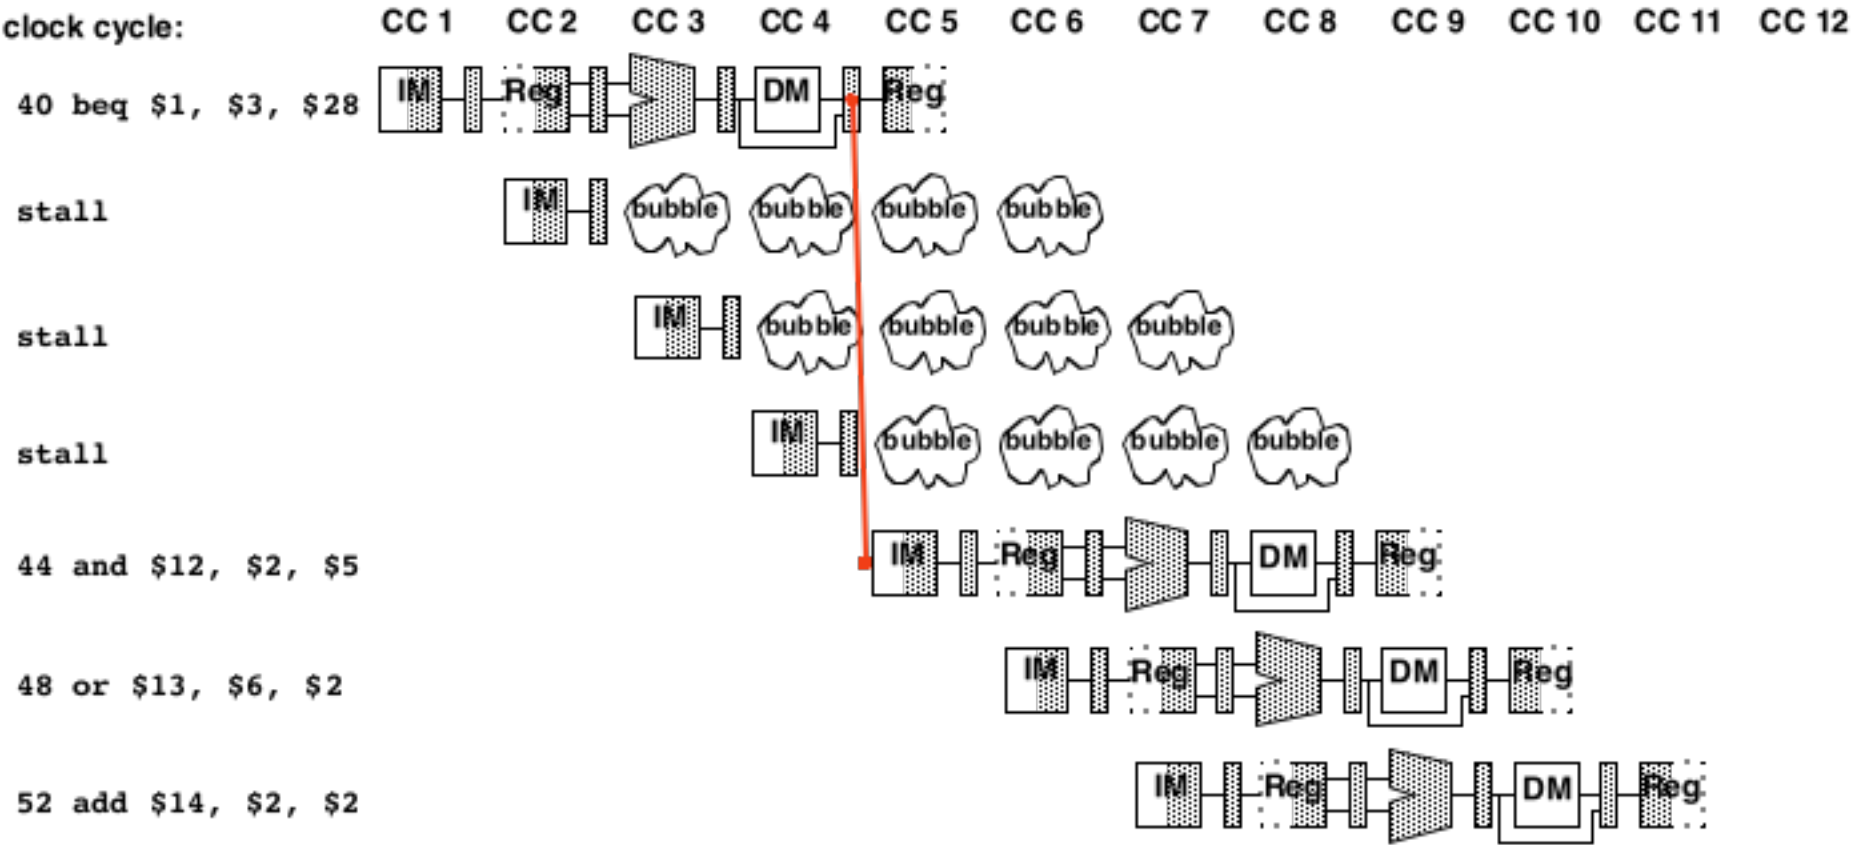 clock cycle: CC 1 CC 2 CC 3 CC 4 CC 5 CC 6 CC 7 CC 8 CC 9 CC 10 CC 11 CC 12
40 beq $1, $3, $28 IM Reg DM Reg
stall IM bubble bubble bubble bubble
stall IM bubble bubble bubble bubble
stall IM bubble bubble bubble bubble
44 and $12, $2, $5 IM Reg DM Reg
48 or $13, $6, $2 IM Reg DM Reg
52 add $14, $2, $2 IM Reg DM Reg